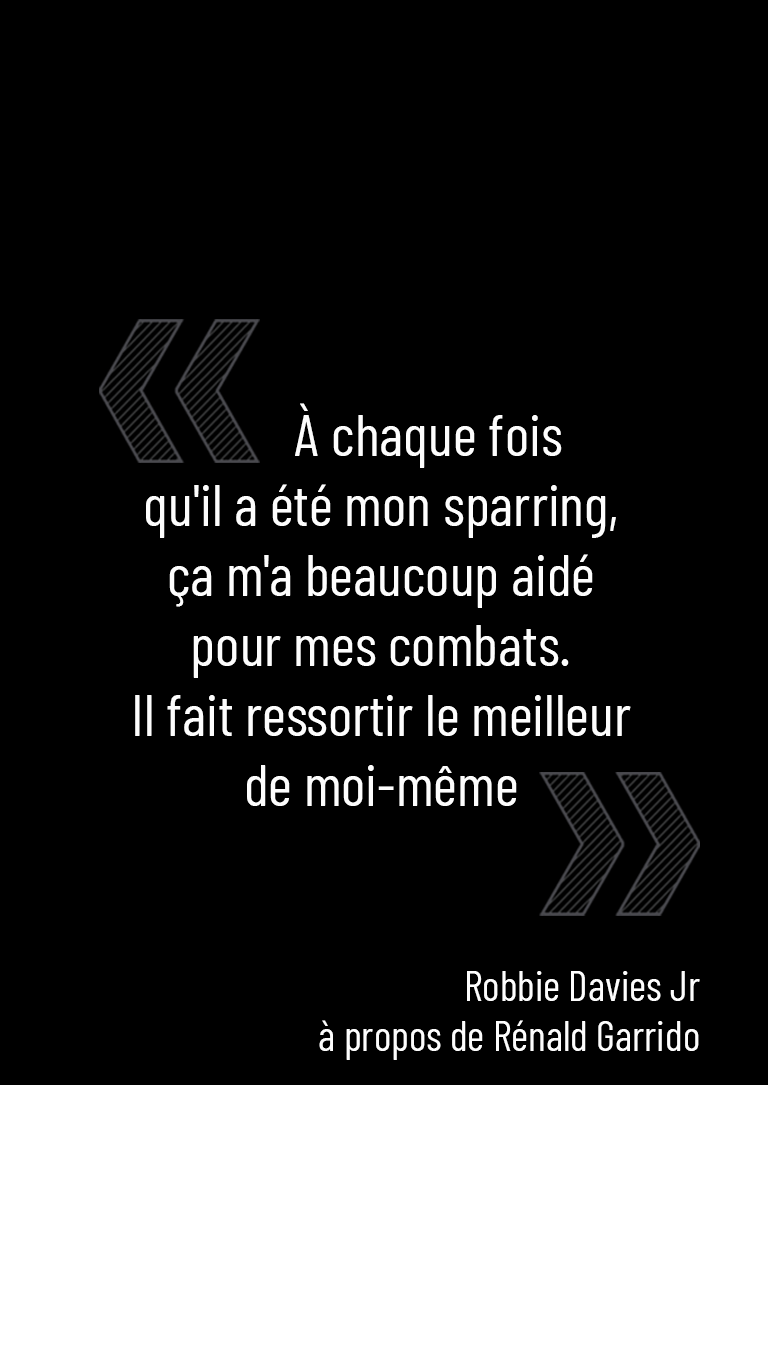 « À chaque fois
qu'il a été mon sparring,
ça m'a beaucoup aidé
pour mes combats.
Il fait ressortir le meilleur
de moi-même »
Robbie Davies Jr
à propos de Rénald Garrido